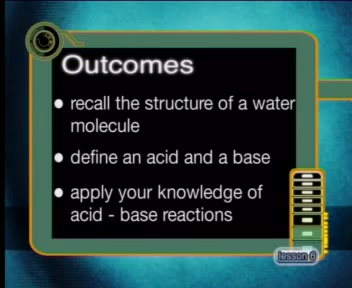 Outcomes
• recall the structure of a water
molecule
• define an acid and a base
• apply your knowledge of
acid - base reactions
lesson 6